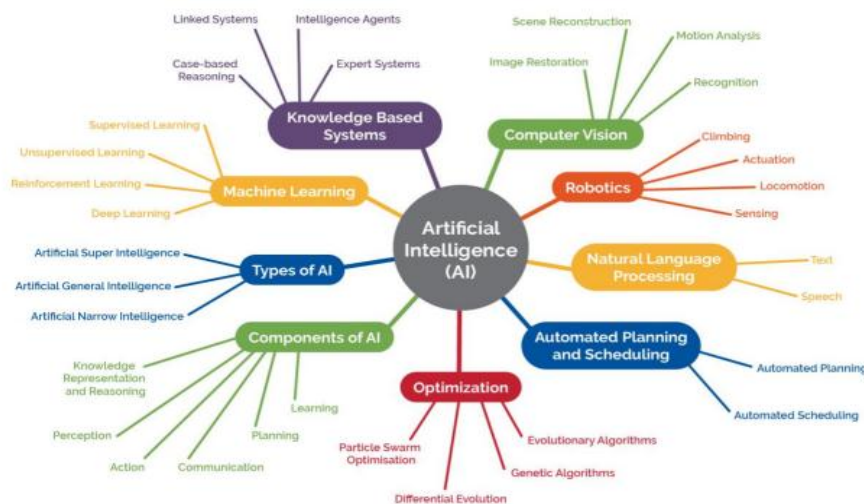 Linked Systems
Intelligence Agents
Case-based
Reasoning
Expert Systems
Knowledge Based
Systems
Scene Reconstruction
Motion Analysis
Image Restoration
Recognition
Computer Vision
Supervised Learning
Unsupervised Learning
Reinforcement Learning
Deep Learning
Machine Learning
Climbing
Actuation
Locomotion
Sensing
Robotics
Artificial
Intelligence
(AI)
Artificial Super Intelligence
Artificial General Intelligence
Artificial Narrow Intelligence
Types of AI
Natural Language
Processing
Text
Speech
Components of AI
Knowledge
Representation
and Reasoning
Perception
Action
Communication
Planning
Learning
Automated Planning
and Scheduling
Automated Planning
Automated Scheduling
Optimization
Particle Swarm
Optimisation
Differential Evolution
Genetic Algorithms
Evolutionary Algorithms